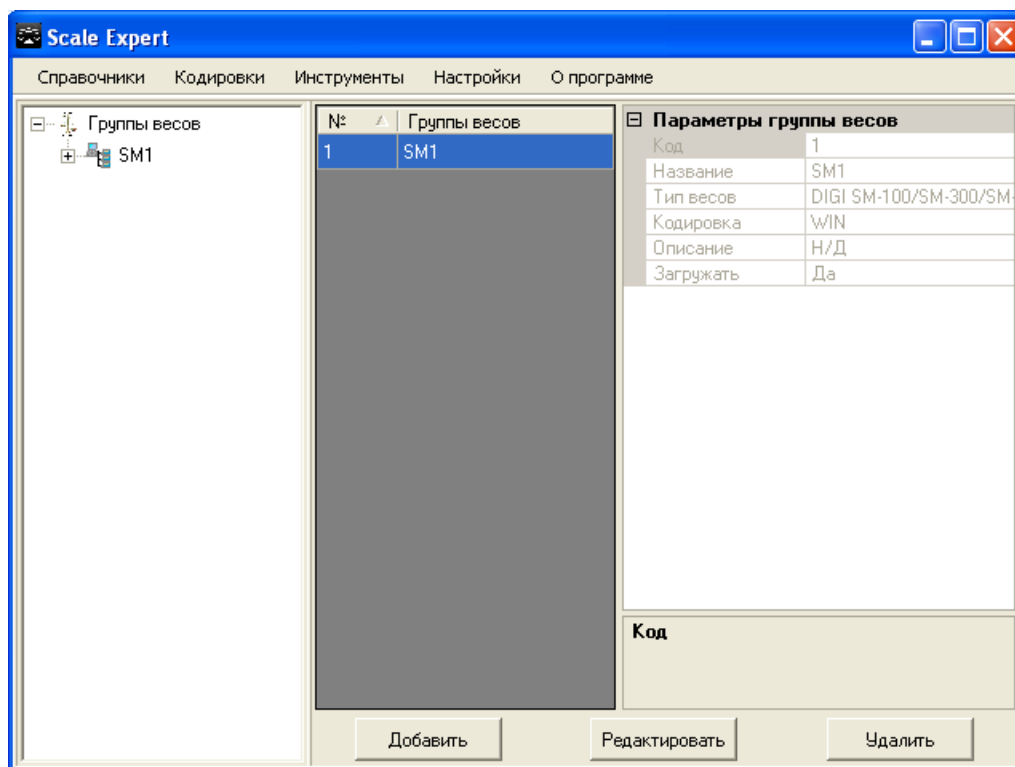 Scale Expert
Справочники Кодировки Инструменты Настройки О программе
Группы весов
SM1
№ Группы весов
1 SM1
Параметры группы весов
Код 1
Название SM1
Тип весов DIGI SM-100/SM-300/SM-
Кодировка WIN
Описание Н/Д
Загружать Да
Код
Добавить Редактировать Удалить